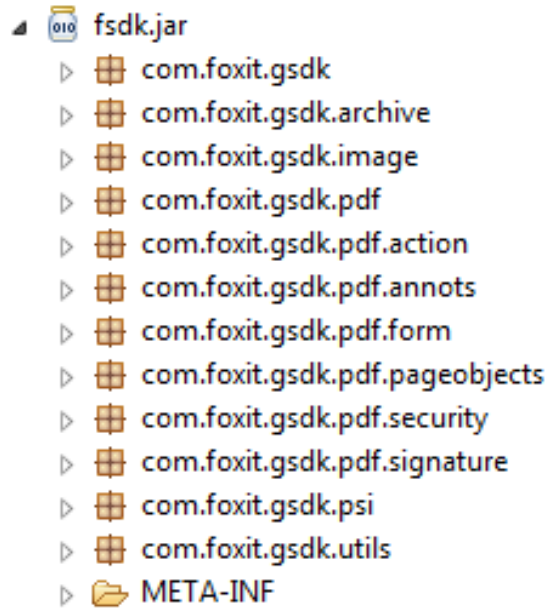 fsdk.jar
com.foxit.gsdk
com.foxit.gsdk.archive
com.foxit.gsdk.image
com.foxit.gsdk.pdf
com.foxit.gsdk.pdf.action
com.foxit.gsdk.pdf.annots
com.foxit.gsdk.pdf.form
com.foxit.gsdk.pdf.pageobjects
com.foxit.gsdk.pdf.security
com.foxit.gsdk.pdf.signature
com.foxit.gsdk.psi
com.foxit.gsdk.utils
META-INF